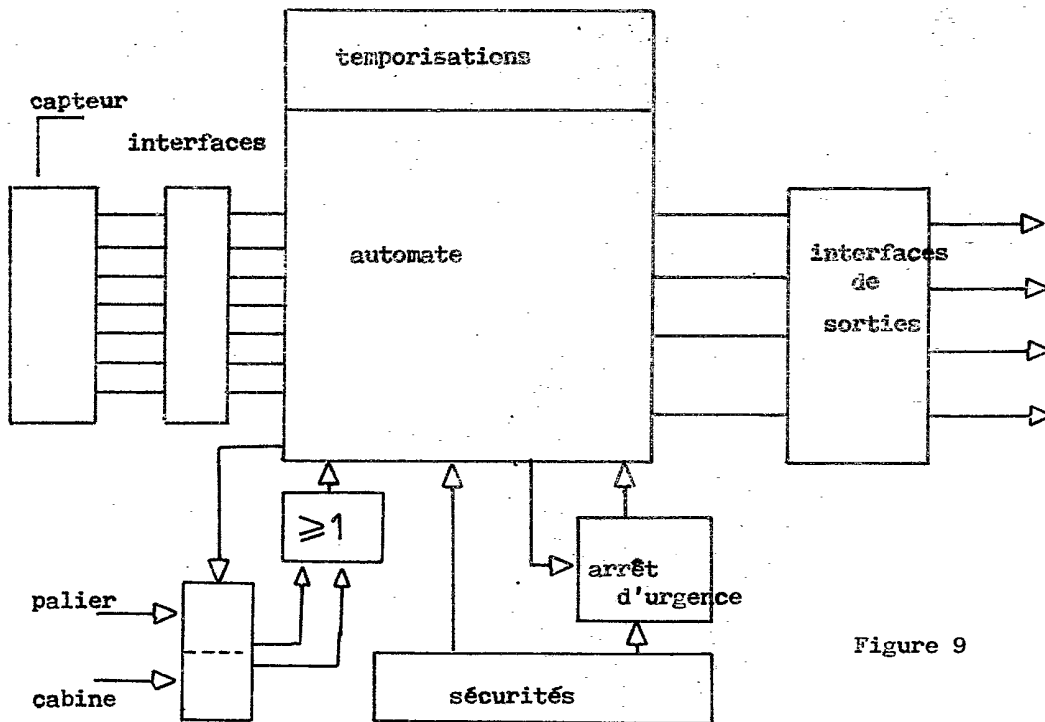 temporisations
capteur
interfaces
automate
interfaces
de
sorties
≥1
arrêt
d'urgence
palier
cabine
sécurités
Figure 9